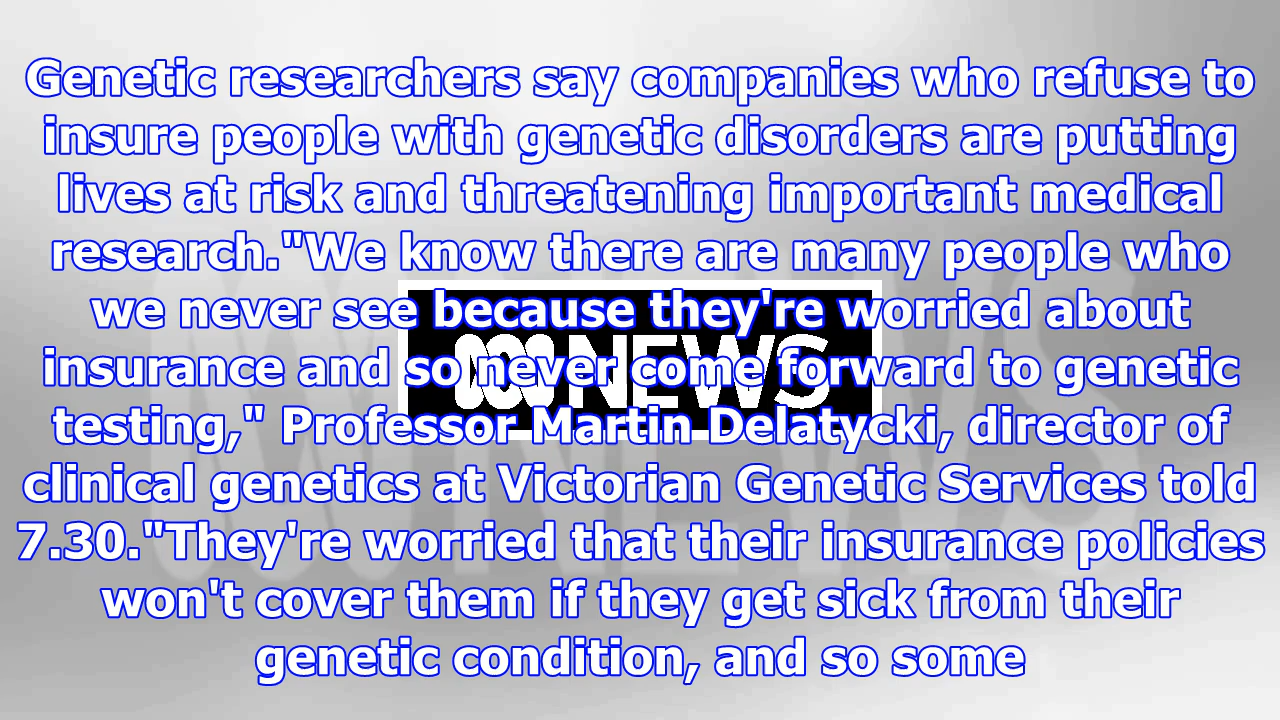 Genetic researchers say companies who refuse to
insure people with genetic disorders are putting
lives at risk and threatening important medical
research."We know there are many people who
we never see because they're worried about
insurance and so never come forward to genetic
testing," Professor Martin Delatycki, director of
clinical genetics at Victorian Genetic Services told
7.30."They're worried that their insurance policies
won't cover them if they get sick from their
genetic condition, and so some
NEWS
NEWS